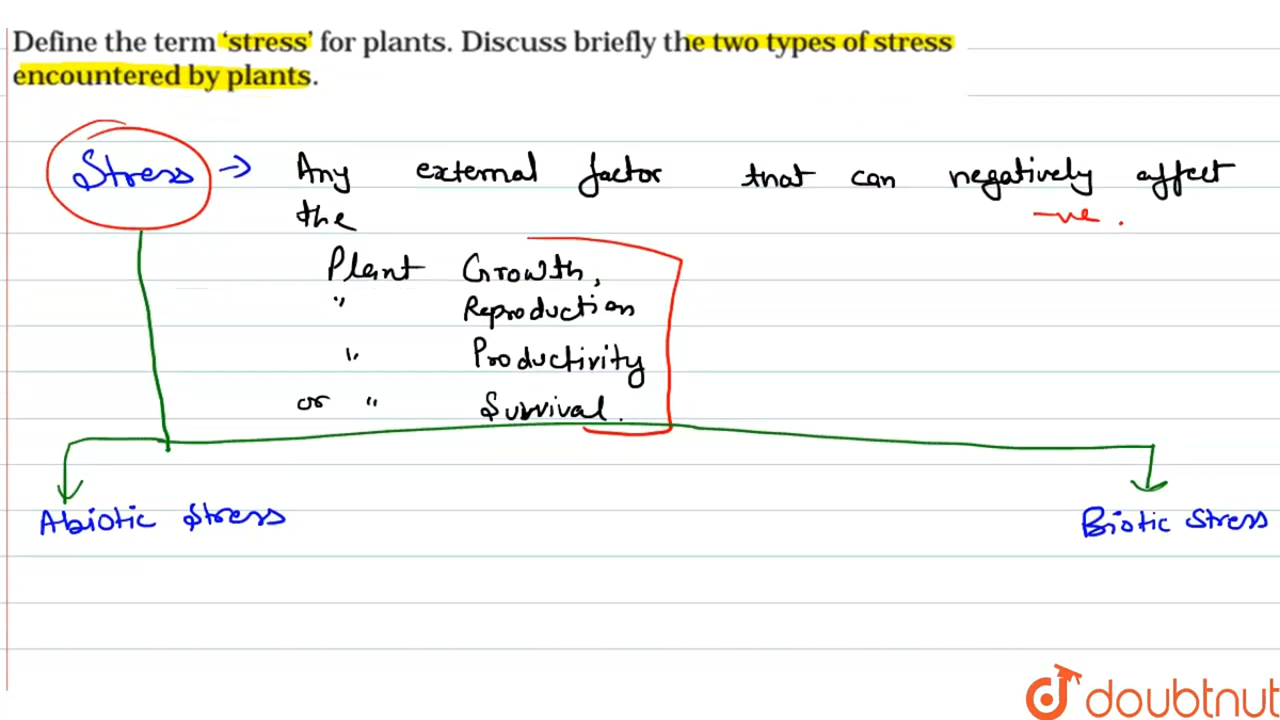 Define the term ‘stress’ for plants. Discuss briefly the two types of stress
encountered by plants.
Stress → Any external factor that can negatively affect
the -ve .
Plant Growth,
" Reproduction
" Productivity
or " Survival.
Abiotic Stress Biotic Stress
doubtnut